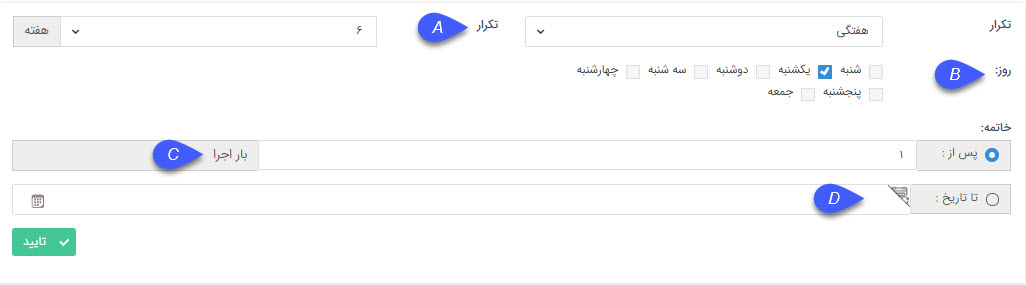 تکرار
هفتگی
تکرار
A
۶
هفته
روز:
B
شنبه یکشنبه دوشنبه سه شنبه چهارشنبه
پنجشنبه جمعه
خاتمه:
پس از :
۱
بار اجرا
C
تا تاریخ :
D
تایید